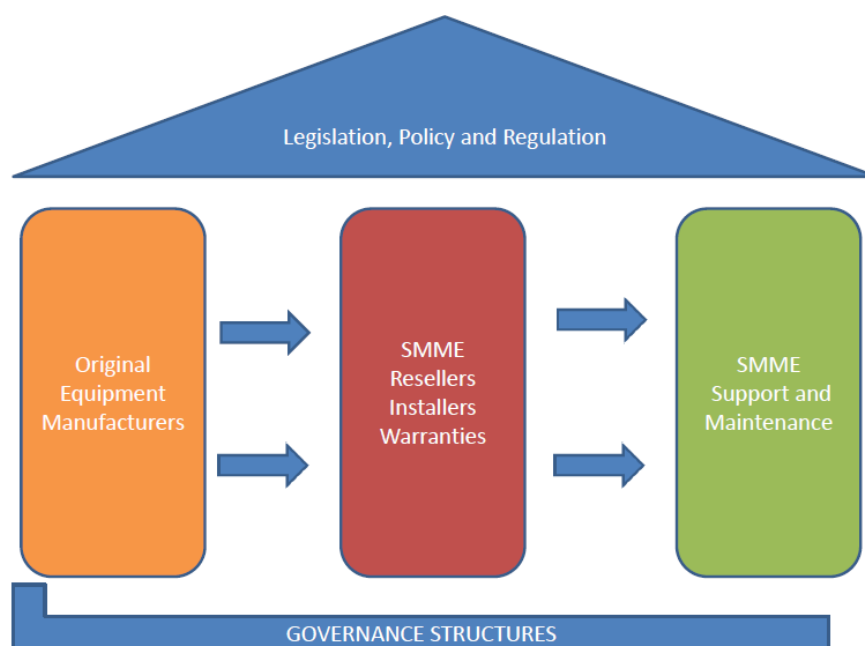 Legislation, Policy and Regulation
Original
Equipment
Manufacturers
SMME
Resellers
Installers
Warranties
SMME
Support and
Maintenance
GOVERNANCE STRUCTURES